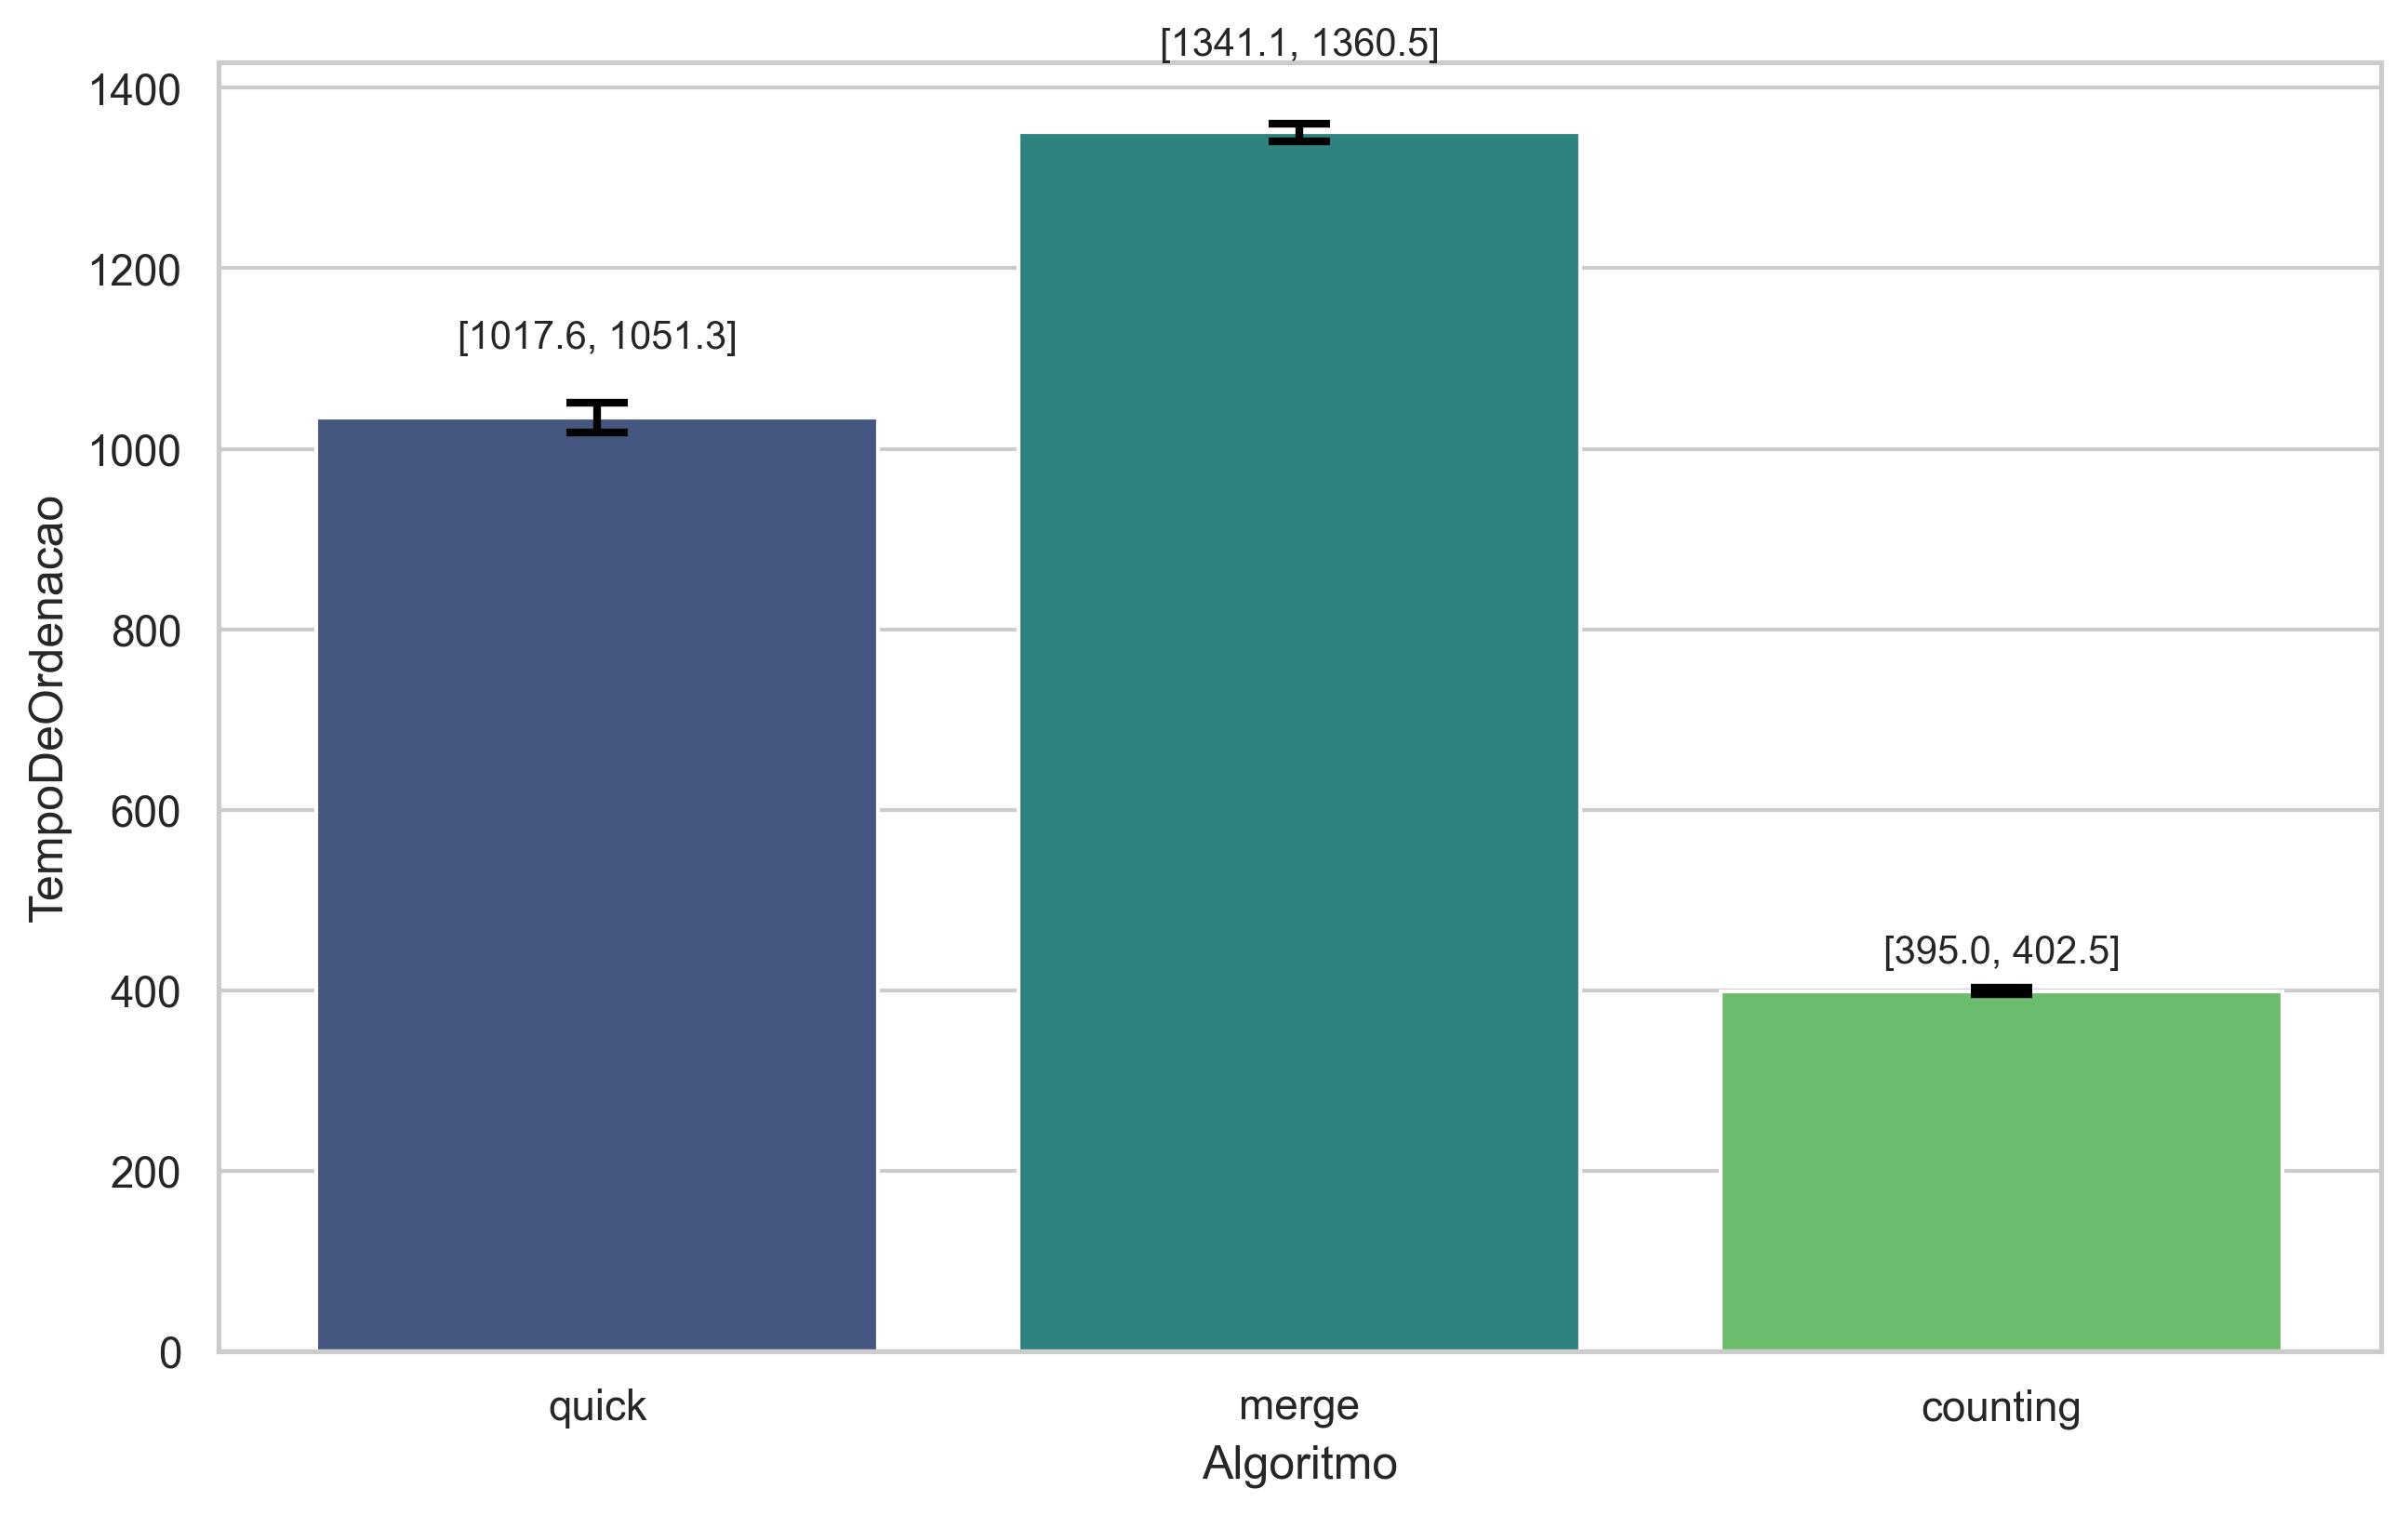 [1341.1, 1360.5]
1400
1200
[1017.6, 1051.3]
1000
800
600
[395.0, 402.5]
400
200
0
TempoDeOrdenacao
quick
merge
counting
Algoritmo